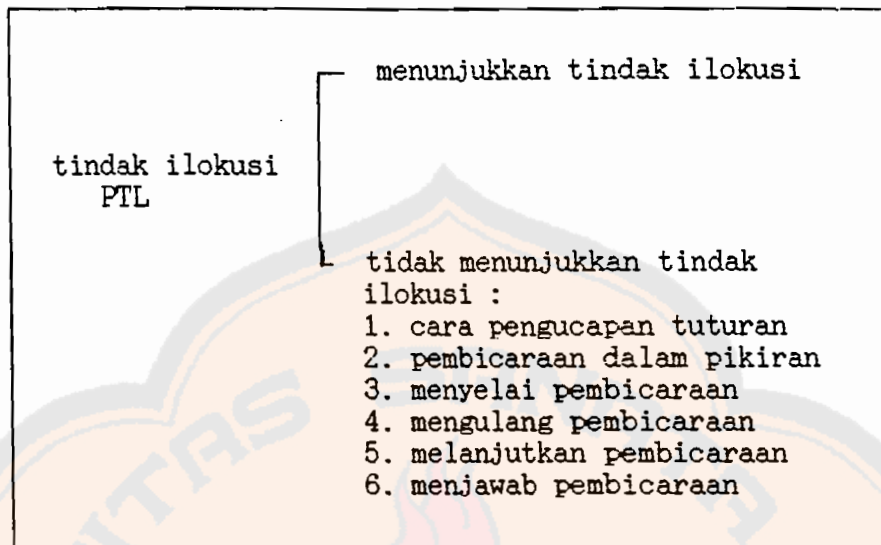 menunjukkan tindak ilokusi
tindak ilokusi
PTL
tidak menunjukkan tindak
ilokusi :
1. cara pengucapan tuturan
2. pembicaraan dalam pikiran
3. menyelai pembicaraan
4. mengulang pembicaraan
5. melanjutkan pembicaraan
6. menjawab pembicaraan